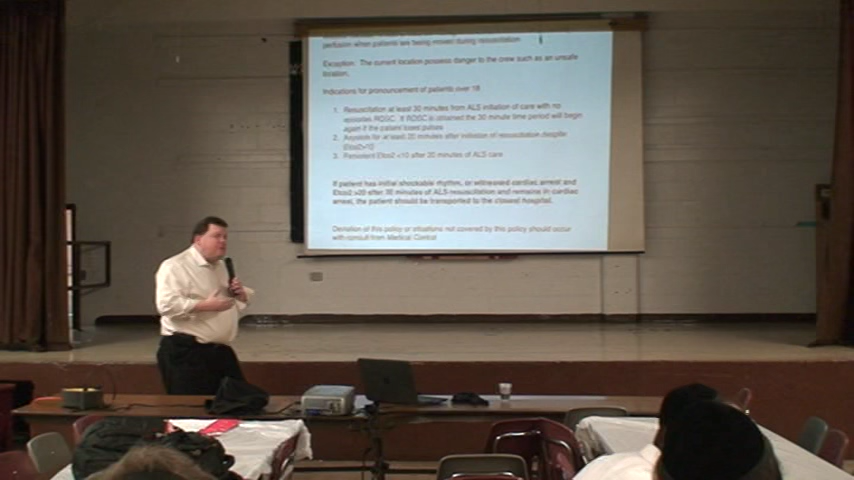 perfusion when patients are being moved during resuscitation
Exception: The current location possess danger to the crew such as an unsafe
location.
Indications for pronouncement of patients over 18
1. Resuscitation at least 30 minutes from ALS initiation of care with no
episodes ROSC. If ROSC is obtained the 30 minute time period will begin
again if the patient loses pulses
2. Asystole for at least 20 minutes after initiation of resuscitation despite
Etco2>10
3. Persistent Etco2 <10 after 20 minutes of ALS care
If patient has initial shockable rhythm, or witnessed cardiac arrest and
Etco2 >20 after 30 minutes of ALS resuscitation and remains in cardiac
arrest, the patient should be transported to the closest hospital.
Deviation of this policy or situations not covered by this policy should occur
with consult from Medical Control